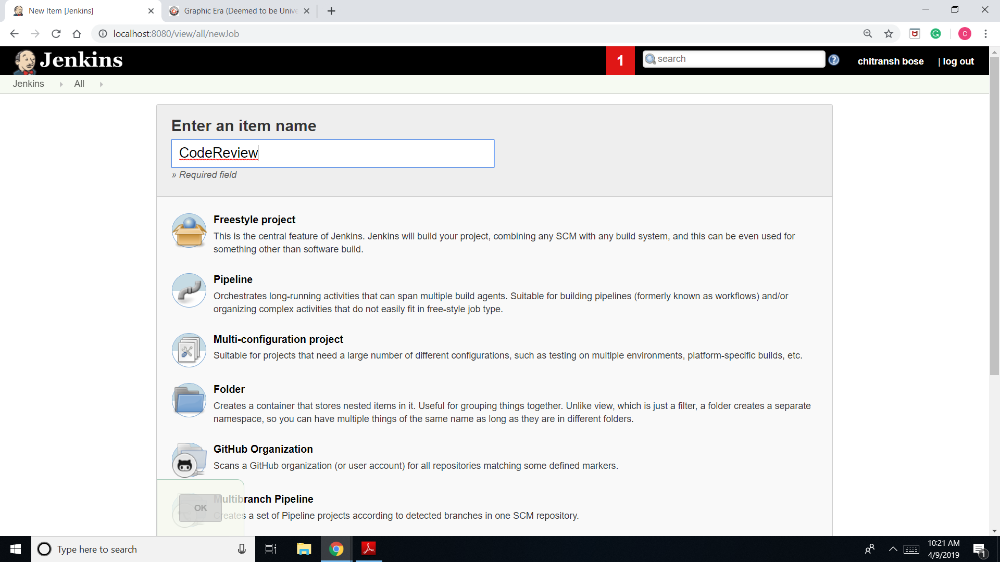 New Item [Jenkins]
Graphic Era (Deemed to be Unive
localhost:8080/view/all/newJob
C
Jenkins
1
search
chitransh bose
| log out
Jenkins
All
Enter an item name
CodeReview
» Required field
Freestyle project
This is the central feature of Jenkins. Jenkins will build your project, combining any SCM with any build system, and this can be even used for
something other than software build.
Pipeline
Orchestrates long-running activities that can span multiple build agents. Suitable for building pipelines (formerly known as workflows) and/or
organizing complex activities that do not easily fit in free-style job type.
Multi-configuration project
Suitable for projects that need a large number of different configurations, such as testing on multiple environments, platform-specific builds, etc.
Folder
Creates a container that stores nested items in it. Useful for grouping things together. Unlike view, which is just a filter, a folder creates a separate
namespace, so you can have multiple things of the same name as long as they are in different folders.
GitHub Organization
Scans a GitHub organization (or user account) for all repositories matching some defined markers.
Multibranch Pipeline
OK
Creates a set of Pipeline projects according to detected branches in one SCM repository.
Type here to search
10:21 AM
4/9/2019
1